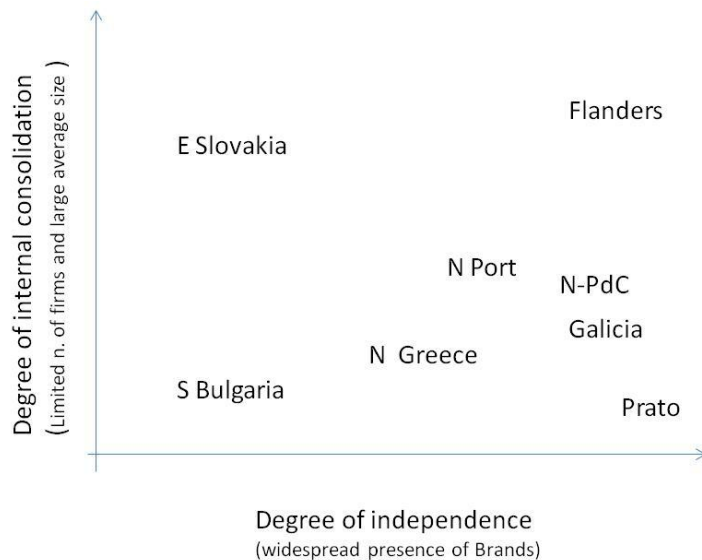 Degree of internal consolidation
(Limited n. of firms and large average size )
Flanders
E Slovakia
N Port
N-PdC
Galicia
N Greece
S Bulgaria
Prato
Degree of independence
(widespread presence of Brands)